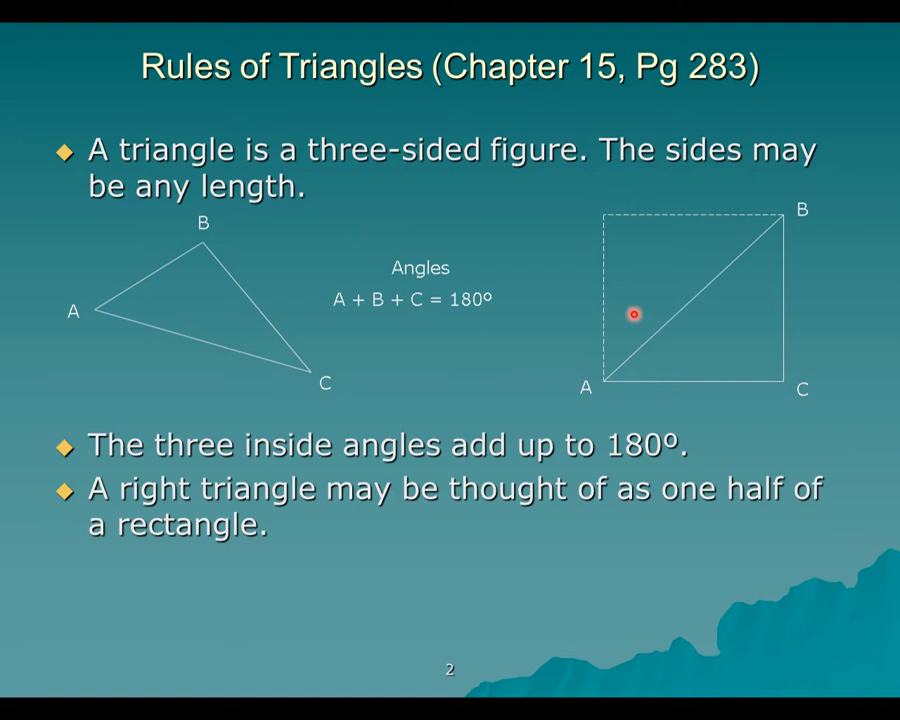 Rules of Triangles (Chapter 15, Pg 283)
A triangle is a three-sided figure. The sides may
be any length.
B
A
C
Angles
A + B + C = 180º
B
A
C
The three inside angles add up to 180º.
A right triangle may be thought of as one half of
a rectangle.
2